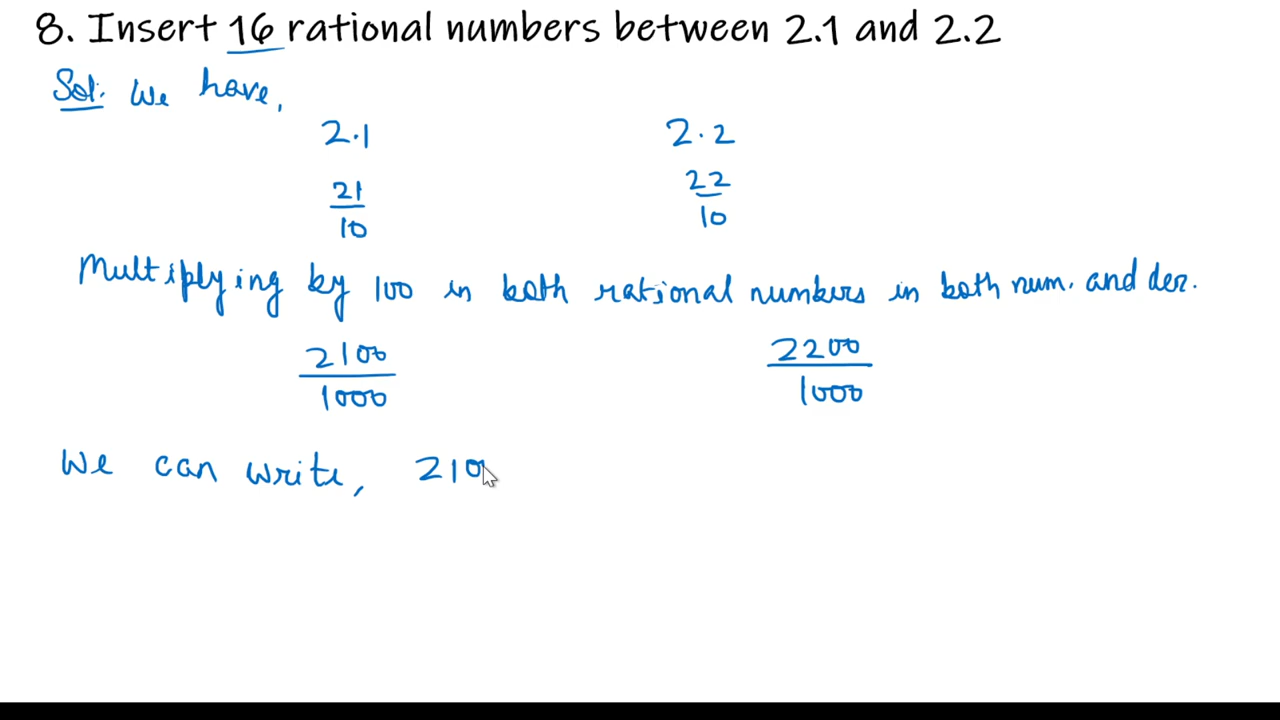 8. Insert 16 rational numbers between 2.1 and 2.2
Sol: We have,
2.1 2.2
21/10 22/10
Multiplying by 100 in both rational numbers in both num. and den.
2100/1000 2200/1000
We can write, 210